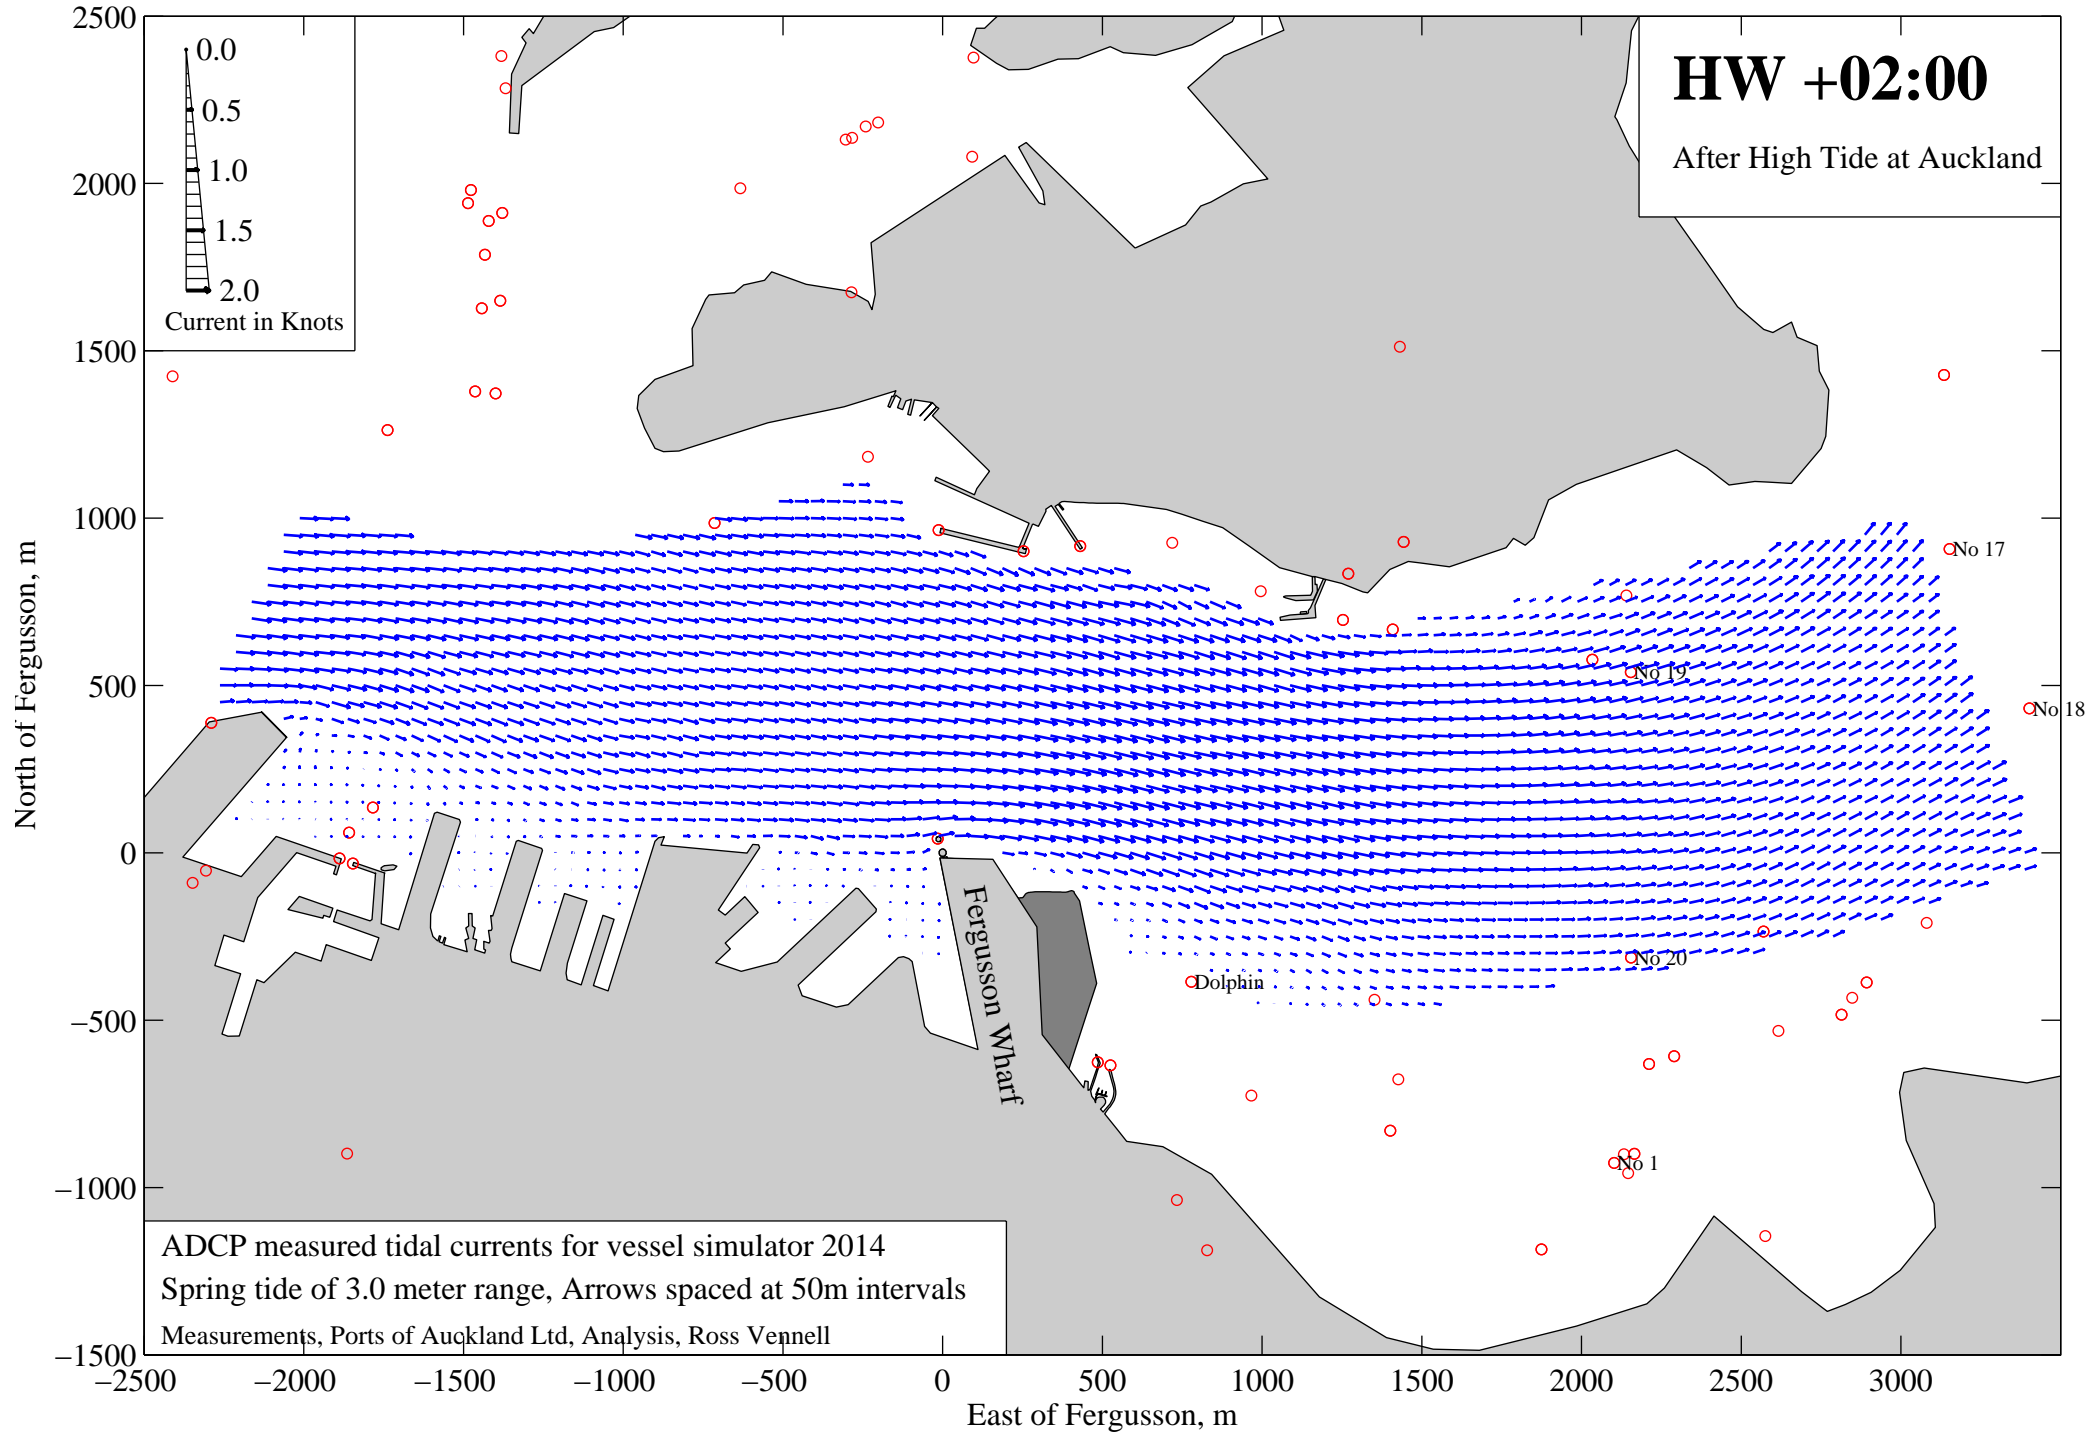 2500
2000
1500
1000
500
0
−500
−1000
−1500
−2500
−2000
−1500
−1000
−500
0
500
1000
1500
2000
2500
3000
North of Fergusson, m
East of Fergusson, m
0.0
0.5
1.0
1.5
2.0
Current in Knots
HW +02:00
After High Tide at Auckland
No 17
No 19
No 18
No 20
Dolphin
No 1
Fergusson Wharf
ADCP measured tidal currents for vessel simulator 2014
Spring tide of 3.0 meter range, Arrows spaced at 50m intervals
Measurements, Ports of Auckland Ltd, Analysis, Ross Vennell